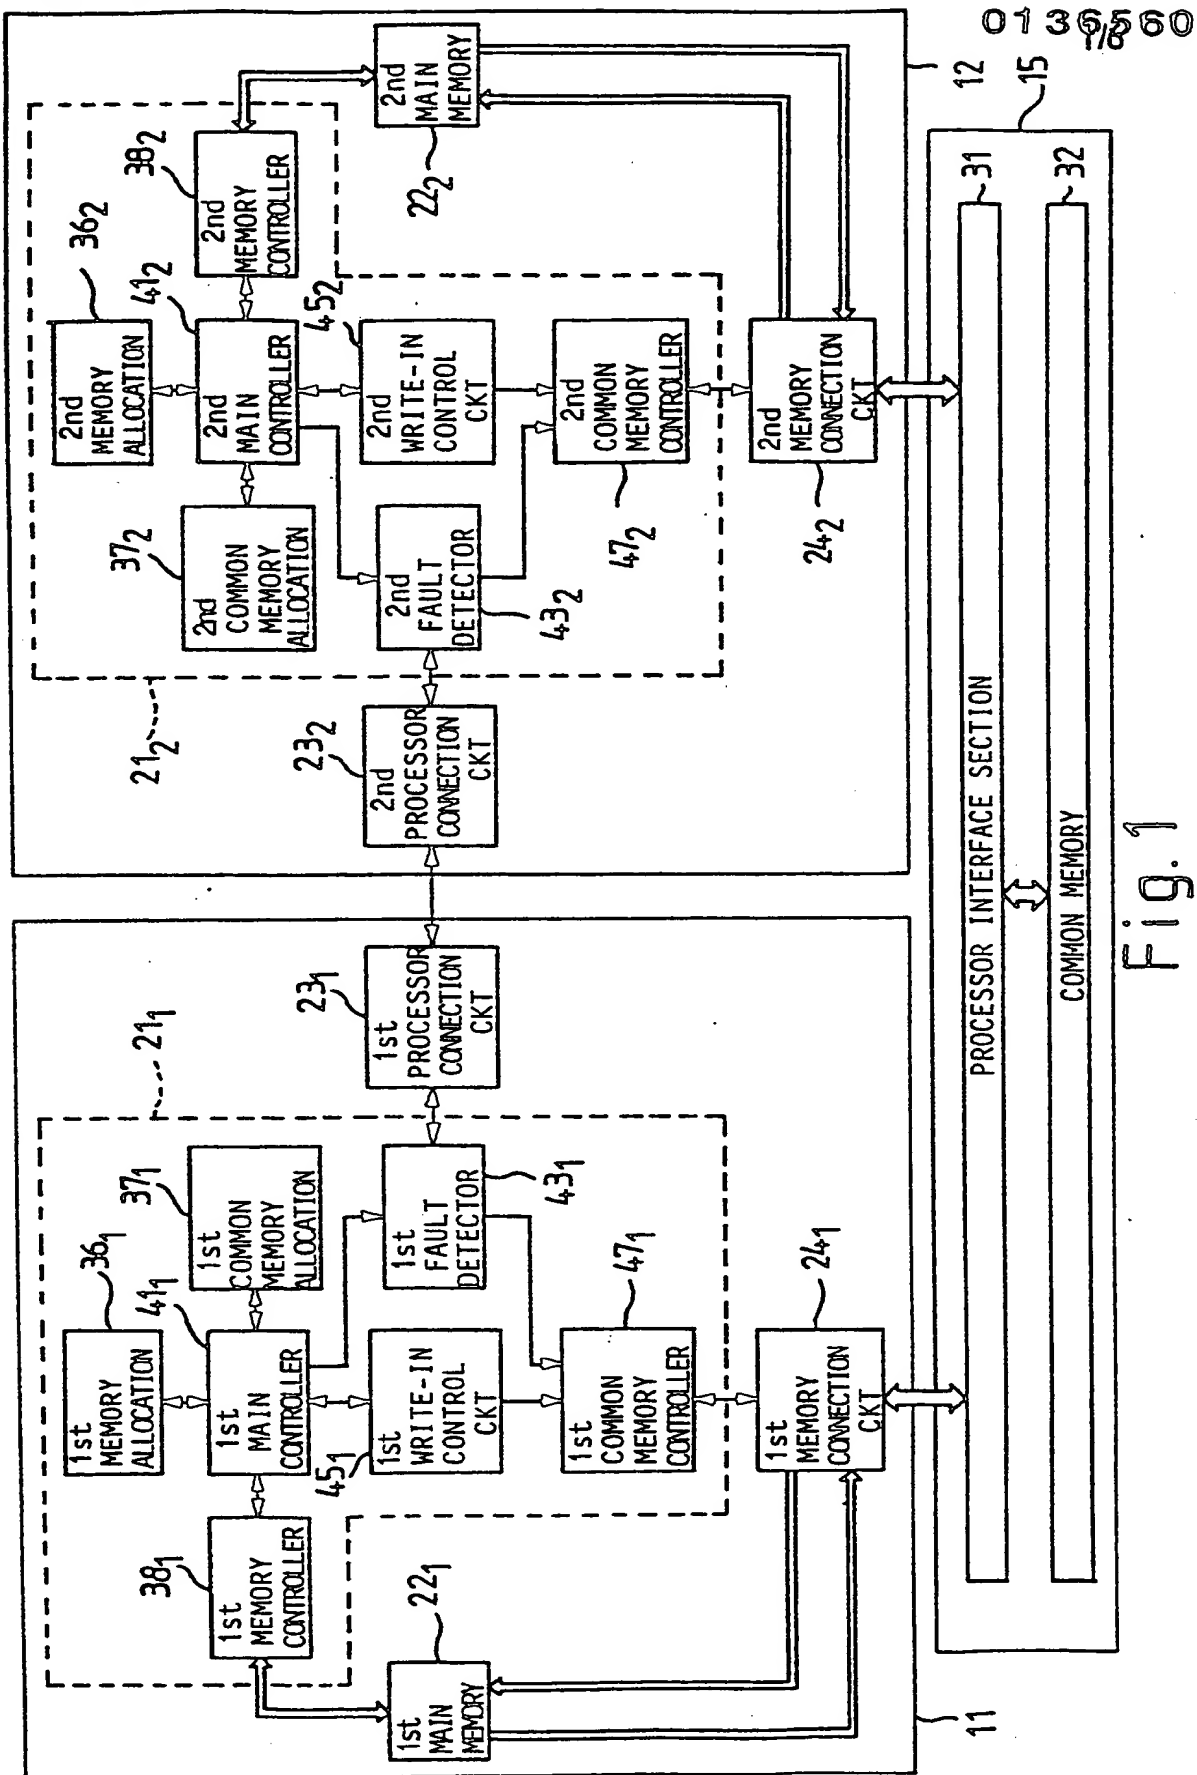 0136560
1/6
11
1st
MAIN
MEMORY
22₁
38₁
1st
MEMORY
CONTROLLER
36₁
1st
MEMORY
ALLOCATION
41₁
1st
MAIN
CONTROLLER
37₁
1st
COMMON
MEMORY
ALLOCATION
21₁
45₁
1st
WRITE-IN
CONTROL
CKT
1st
FAULT
DETECTOR
43₁
1st
COMMON
MEMORY
CONTROLLER
47₁
1st
MEMORY
CONNECTION
CKT
24₁
23₁
1st
PROCESSOR
CONNECTION
CKT
23₂
2nd
PROCESSOR
CONNECTION
CKT
21₂
37₂
2nd
COMMON
MEMORY
ALLOCATION
36₂
2nd
MEMORY
ALLOCATION
41₂
2nd
MAIN
CONTROLLER
38₂
2nd
MEMORY
CONTROLLER
2nd
FAULT
DETECTOR
43₂
45₂
2nd
WRITE-IN
CONTROL
CKT
2nd
COMMON
MEMORY
CONTROLLER
47₂
2nd
MAIN
MEMORY
22₂
2nd
MEMORY
CONNECTION
CKT
24₂
12
15
PROCESSOR INTERFACE SECTION
31
COMMON MEMORY
32
Fig. 1